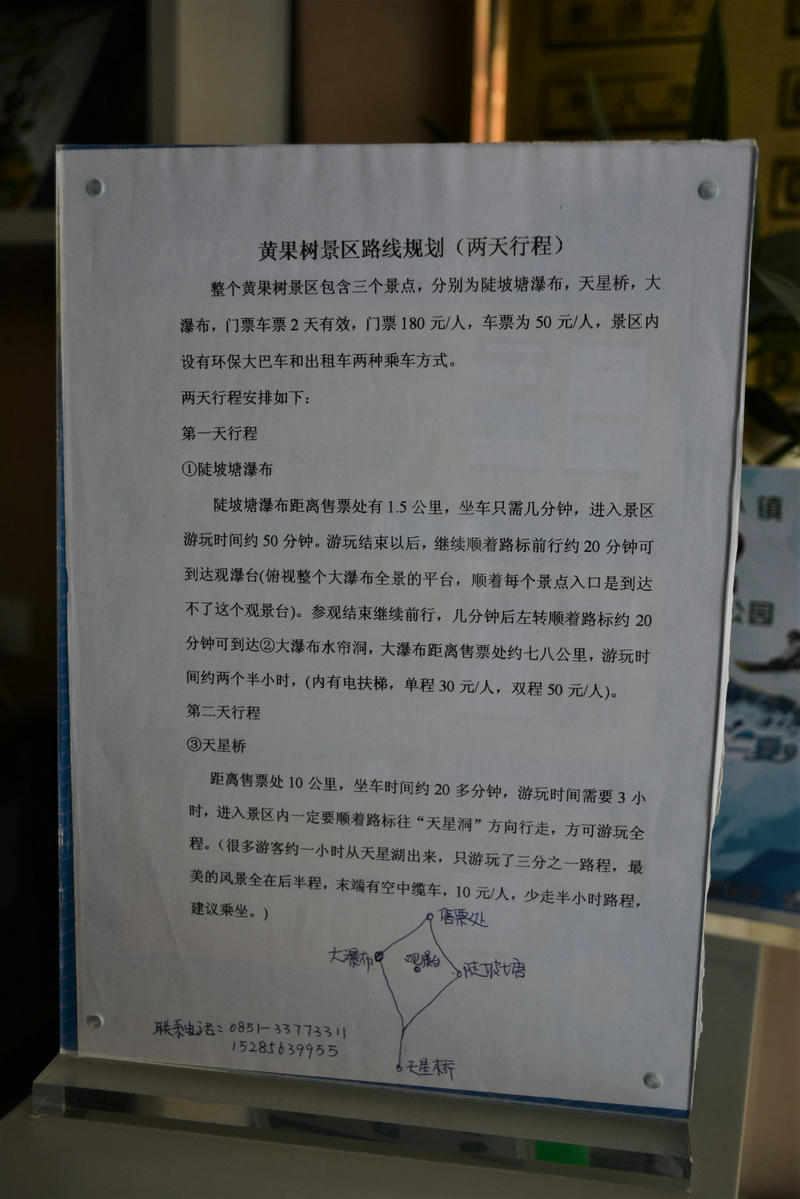 黄果树景区路线规划（两天行程）
整个黄果树景区包含三个景点，分别为陡坡塘瀑布，天星桥，大
瀑布，门票车票 2 天有效，门票 180 元/人，车票为 50 元/人，景区内
设有环保大巴车和出租车两种乘车方式。
两天行程安排如下：
第一天行程
①陡坡塘瀑布
陡坡塘瀑布距离售票处有 1.5 公里，坐车只需几分钟，进入景区
游玩时间约 50 分钟。游玩结束以后，继续顺着路标前行约 20 分钟可
到达观瀑台(俯视整个大瀑布全景的平台，顺着每个景点入口是到达
不了这个观景台)。参观结束继续前行，几分钟后左转顺着路标约 20
分钟可到达②大瀑布水帘洞，大瀑布距离售票处约七八公里，游玩时
间约两个半小时，(内有电扶梯，单程 30 元/人，双程 50 元/人)。
第二天行程
③天星桥
距离售票处 10 公里，坐车时间约 20 多分钟，游玩时间需要 3 小
时，进入景区内一定要顺着路标往“天星洞”方向行走，方可游玩全
程。（很多游客约一小时从天星湖出来，只游玩了三分之一路程，最
美的风景全在后半程，末端有空中缆车，10 元/人，少走半小时路程，
建议乘坐。）
售票处
大瀑布
观瀑台
陡坡塘
天星桥
联系电话：0851-33773311
15285639955
镇
公园